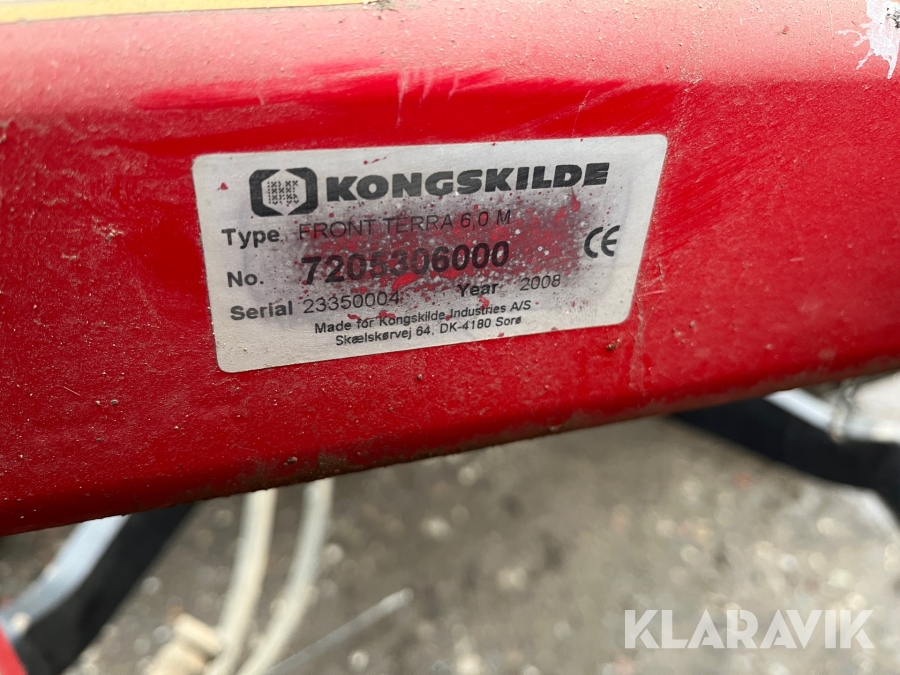 KONGSKILDE
Type FRONT TERRA 6,0 M
No. 7205306000
Serial 23350004 Year 2008
Made for Kongskilde Industries A/S -
Skælskørvej 64, DK-4180 Sorø
CE
KLARAVIK